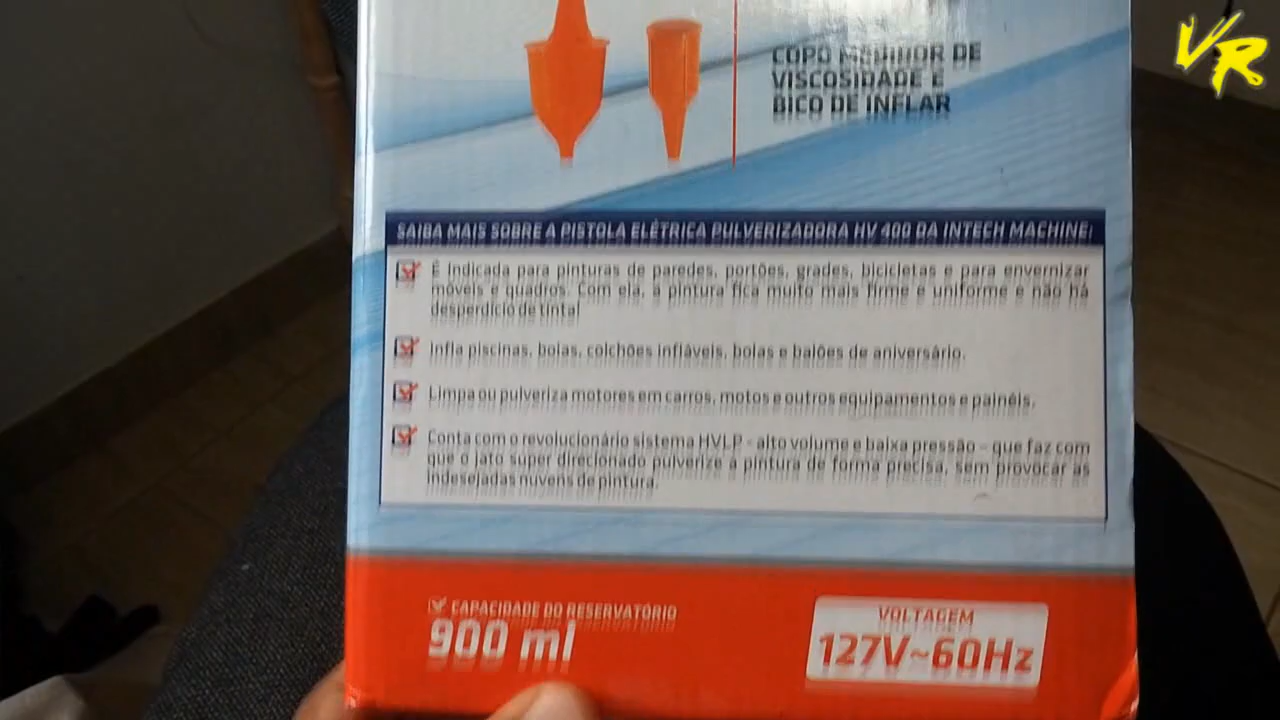 VR
COPO MEDIDOR DE
VISCOSIDADE E
BICO DE INFLAR
SAIBA MAIS SOBRE A PISTOLA ELÉTRICA PULVERIZADORA HV 400 DA INTECH MACHINE:
É indicada para pinturas de paredes, portões, grades, bicicletas e para envernizar
móveis e quadros. Com ela, a pintura fica muito mais firme e uniforme e não há
desperdício de tinta!
Infla piscinas, bolas, colchões infláveis, bolas e balões de aniversário.
Limpa ou pulveriza motores em carros, motos e outros equipamentos e painéis.
Conta com o revolucionário sistema HVLP - alto volume e baixa pressão – que faz com
que o jato super direcionado pulverize a pintura de forma precisa, sem provocar as
indesejadas nuvens de pintura.
CAPACIDADE DO RESERVATÓRIO
900 ml
VOLTAGEM
127V~60Hz